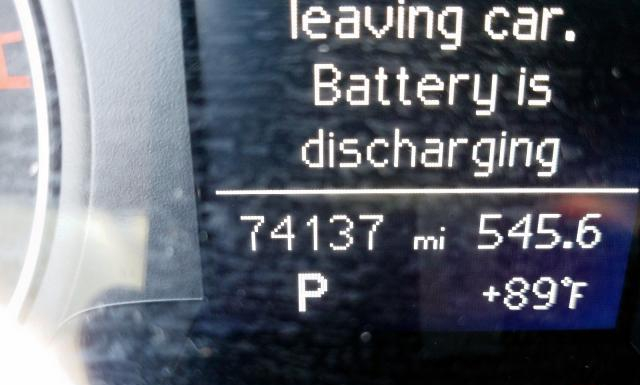 leaving car.
Battery is
discharging
74137 mi 545.6
P +89°F